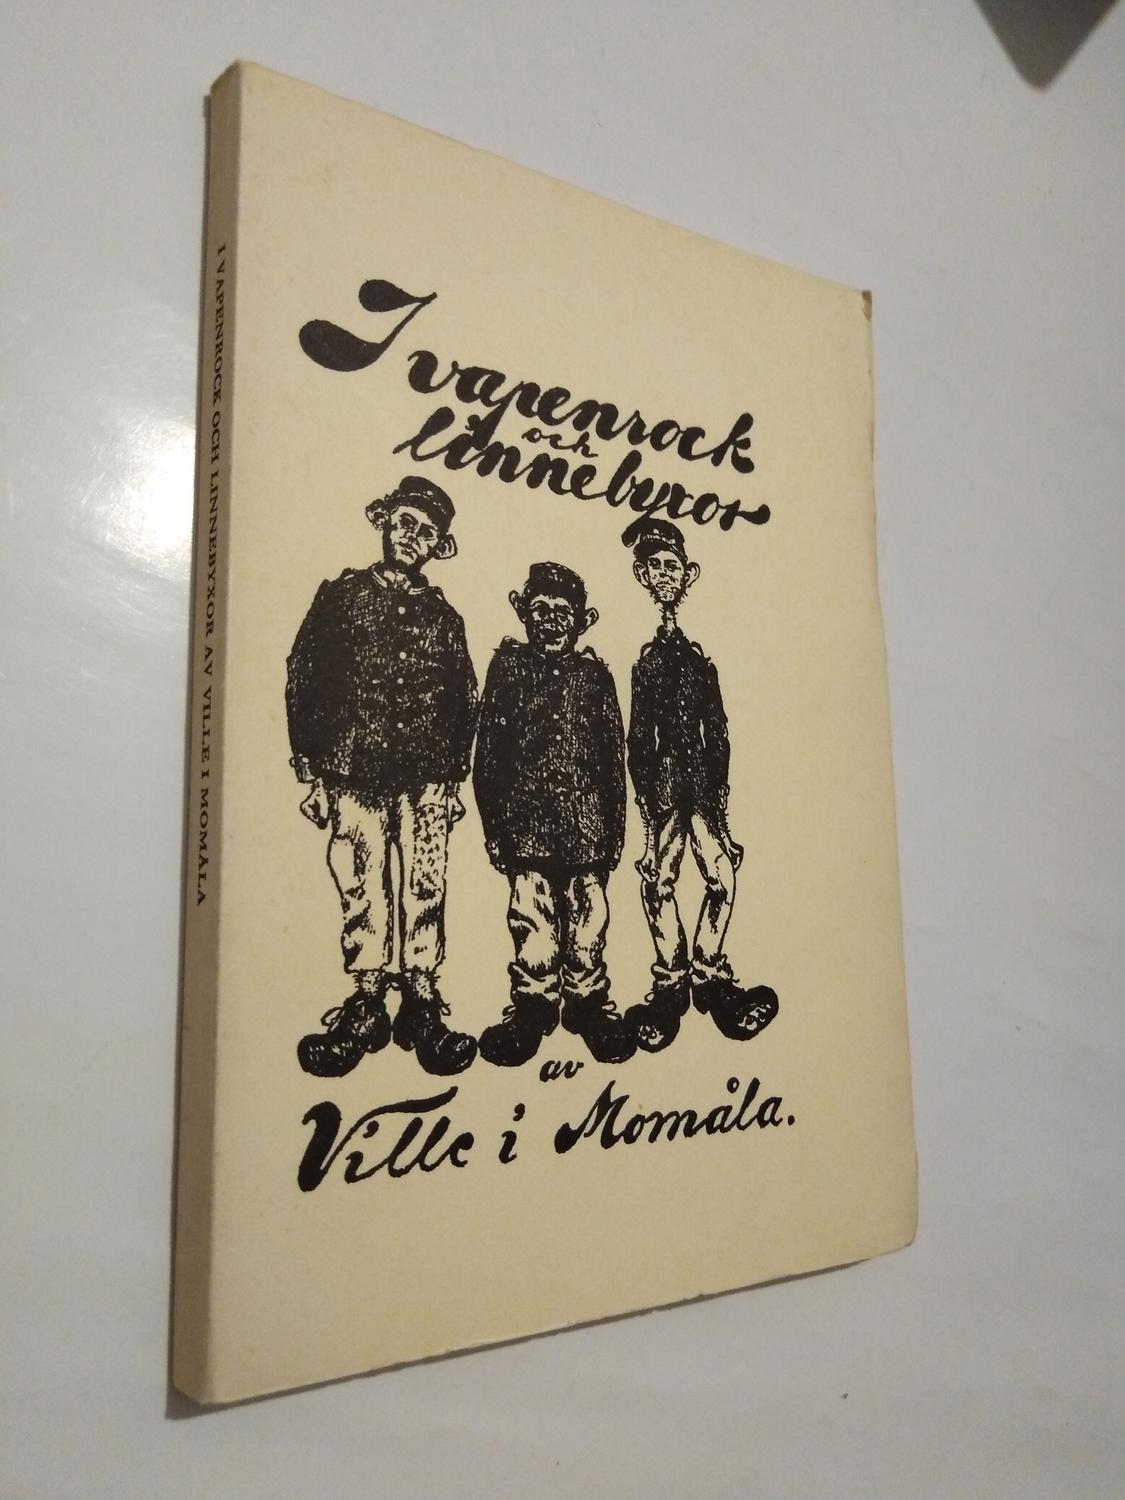 I vapenrock
och
linnebyxor
av
Ville i Momåla.
I VAPENROCK OCH LINNEBYXOR AV VILLE I MOMÅLA